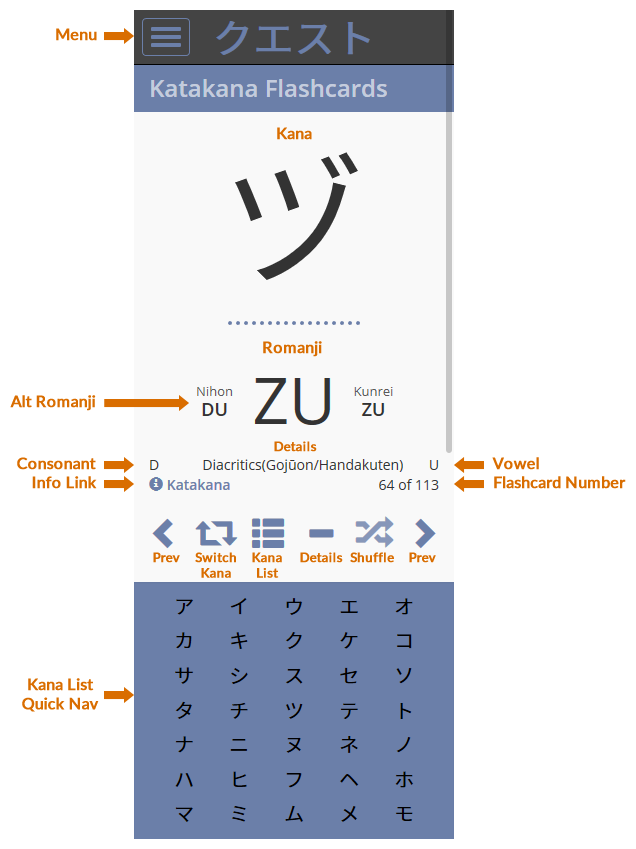 Menu
クエスト
Katakana Flashcards
Kana
ヅ
Romanji
Alt Romanji
Nihon
DU
ZU
Kunrei
ZU
Details
Consonant
D
Diacritics(Gojūon/Handakuten)
U
Vowel
Info Link
Katakana
64 of 113
Flashcard Number
Prev
Switch Kana
Kana List
Details
Shuffle
Prev
Kana List
Quick Nav
ア イ ウ エ オ
カ キ ク ケ コ
サ シ ス セ ソ
タ チ ツ テ ト
ナ ニ ヌ ネ ノ
ハ ヒ フ ヘ ホ
マ ミ ム メ モ